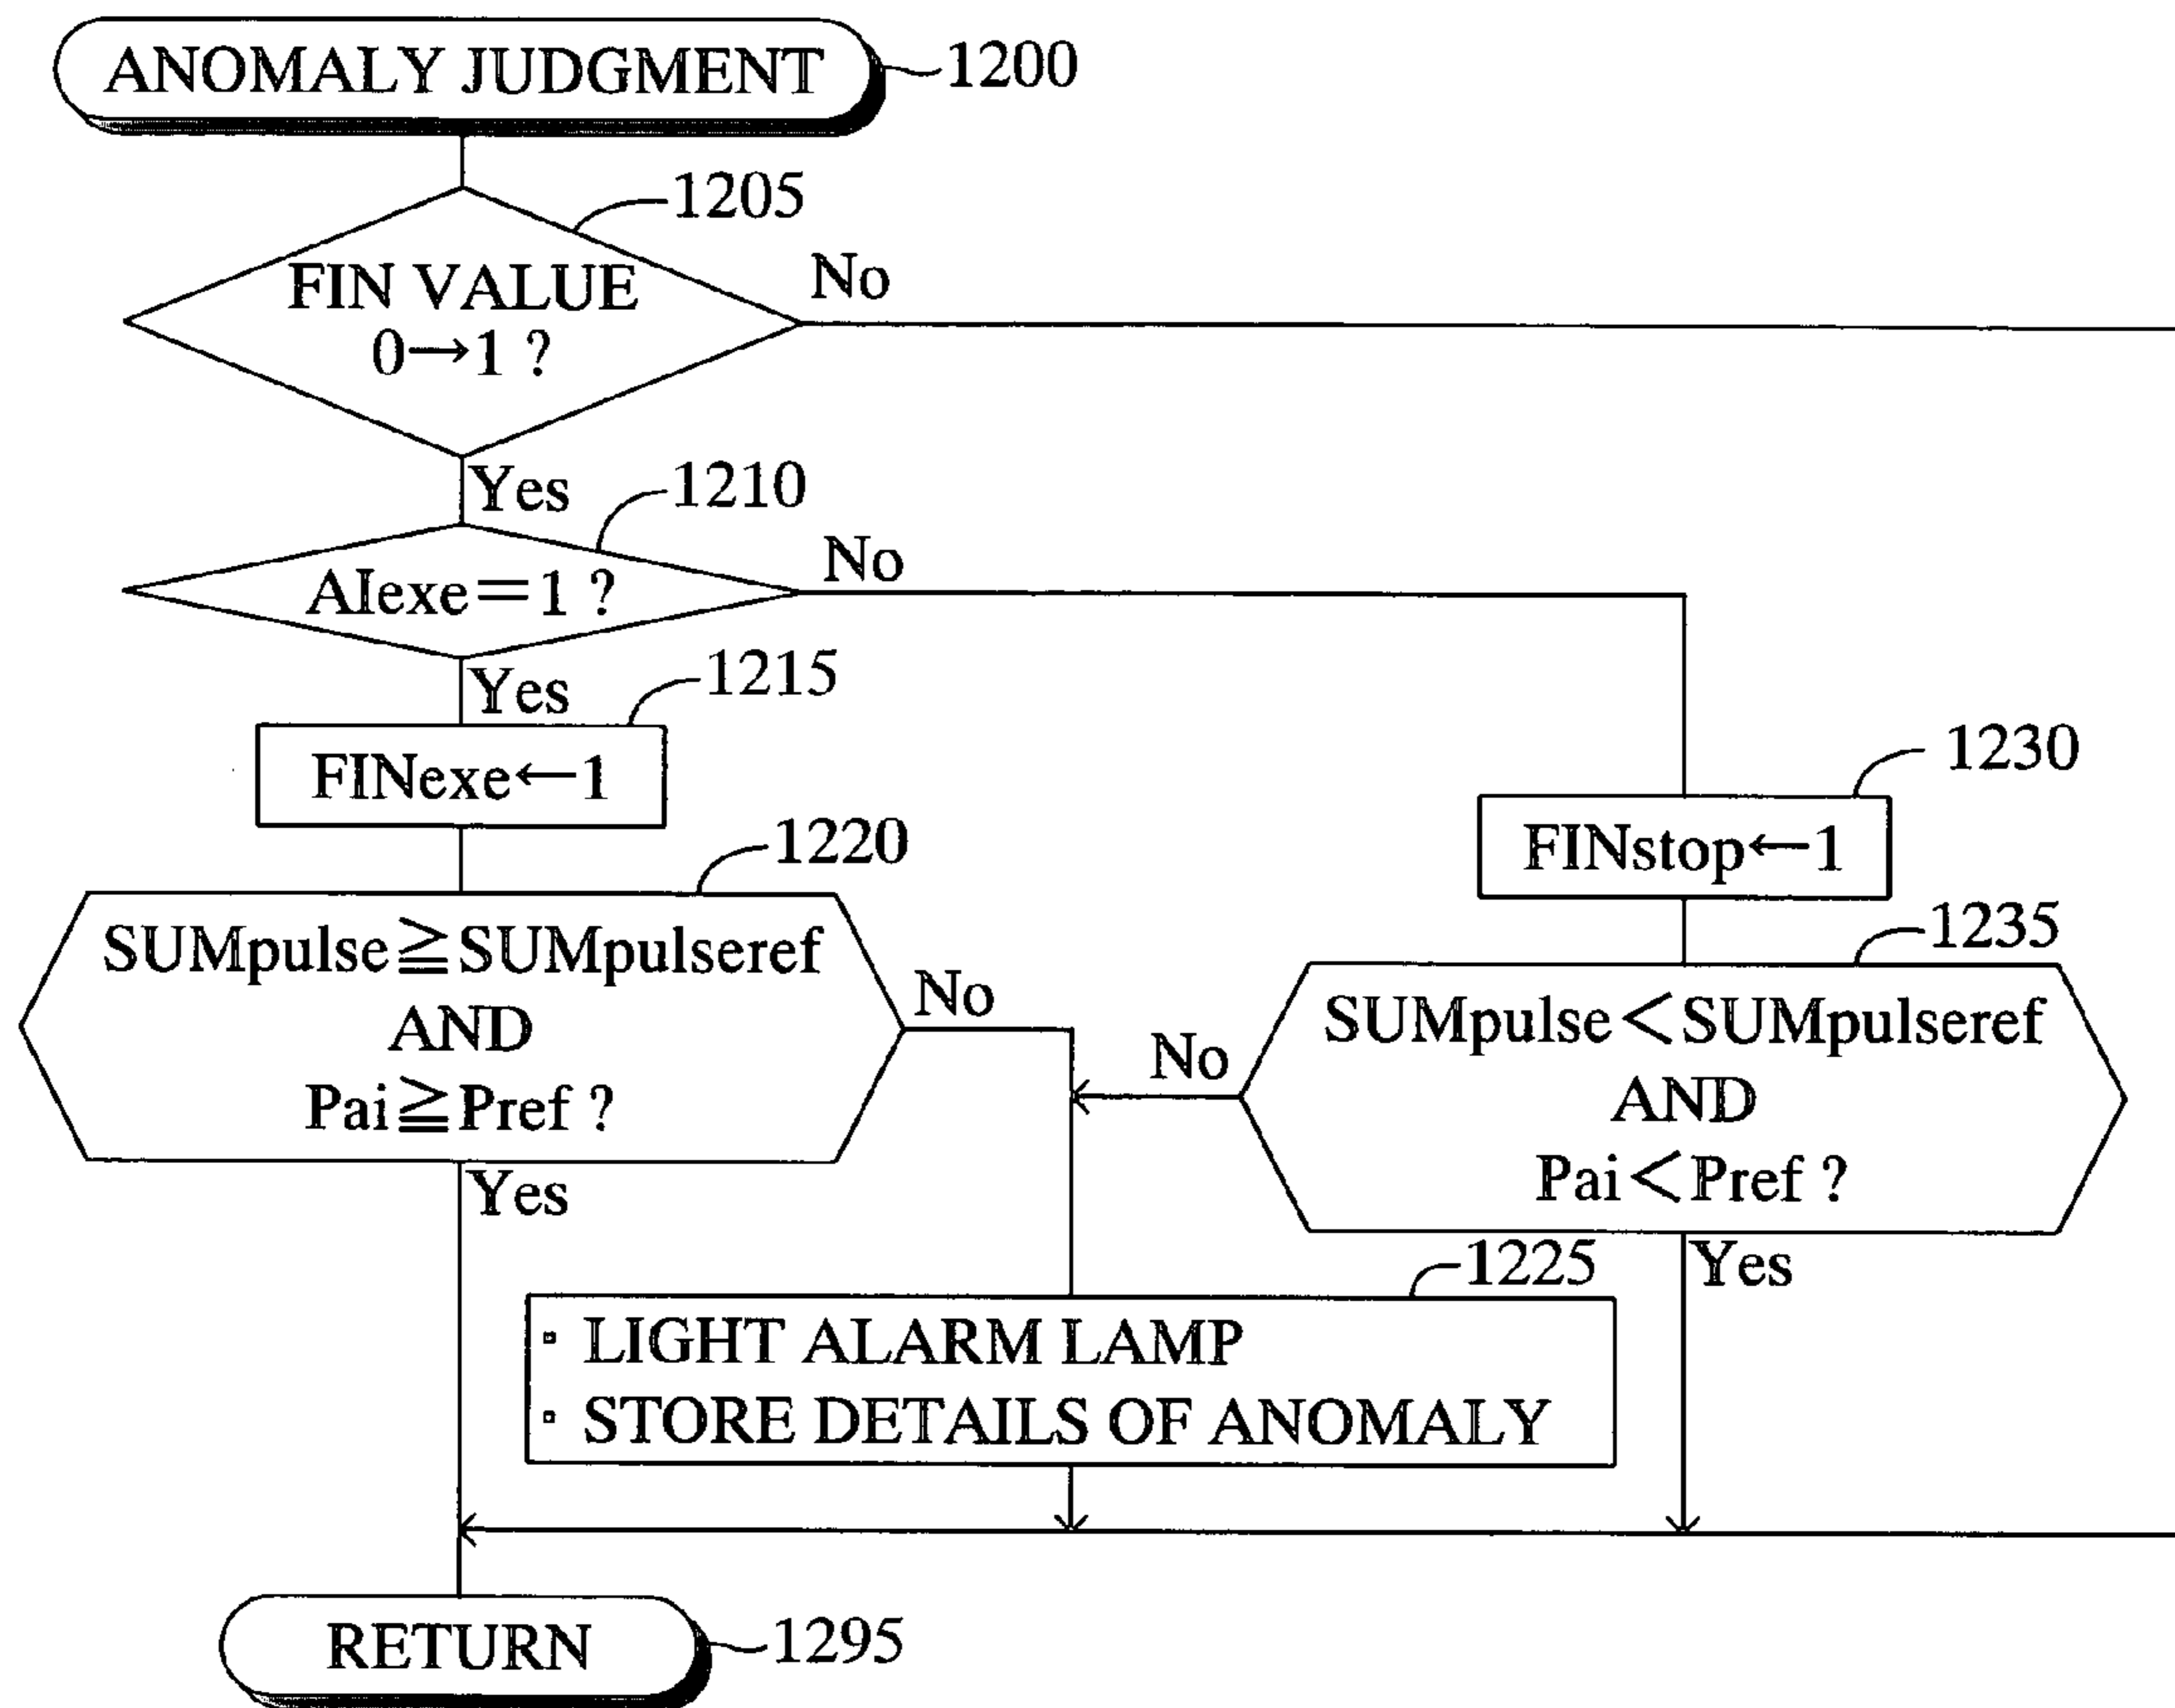 ANOMALY JUDGMENT
1200
1205
FIN VALUE
0→1 ?
No
Yes
1210
AIexe=1 ?
No
Yes
1215
FINexe←1
1230
FINstop←1
1220
SUMpulse≧SUMpulseref
AND
Pai≧Pref ?
No
Yes
1235
SUMpulse<SUMpulseref
AND
Pai<Pref ?
No
Yes
1225
· LIGHT ALARM LAMP
· STORE DETAILS OF ANOMALY
RETURN
1295